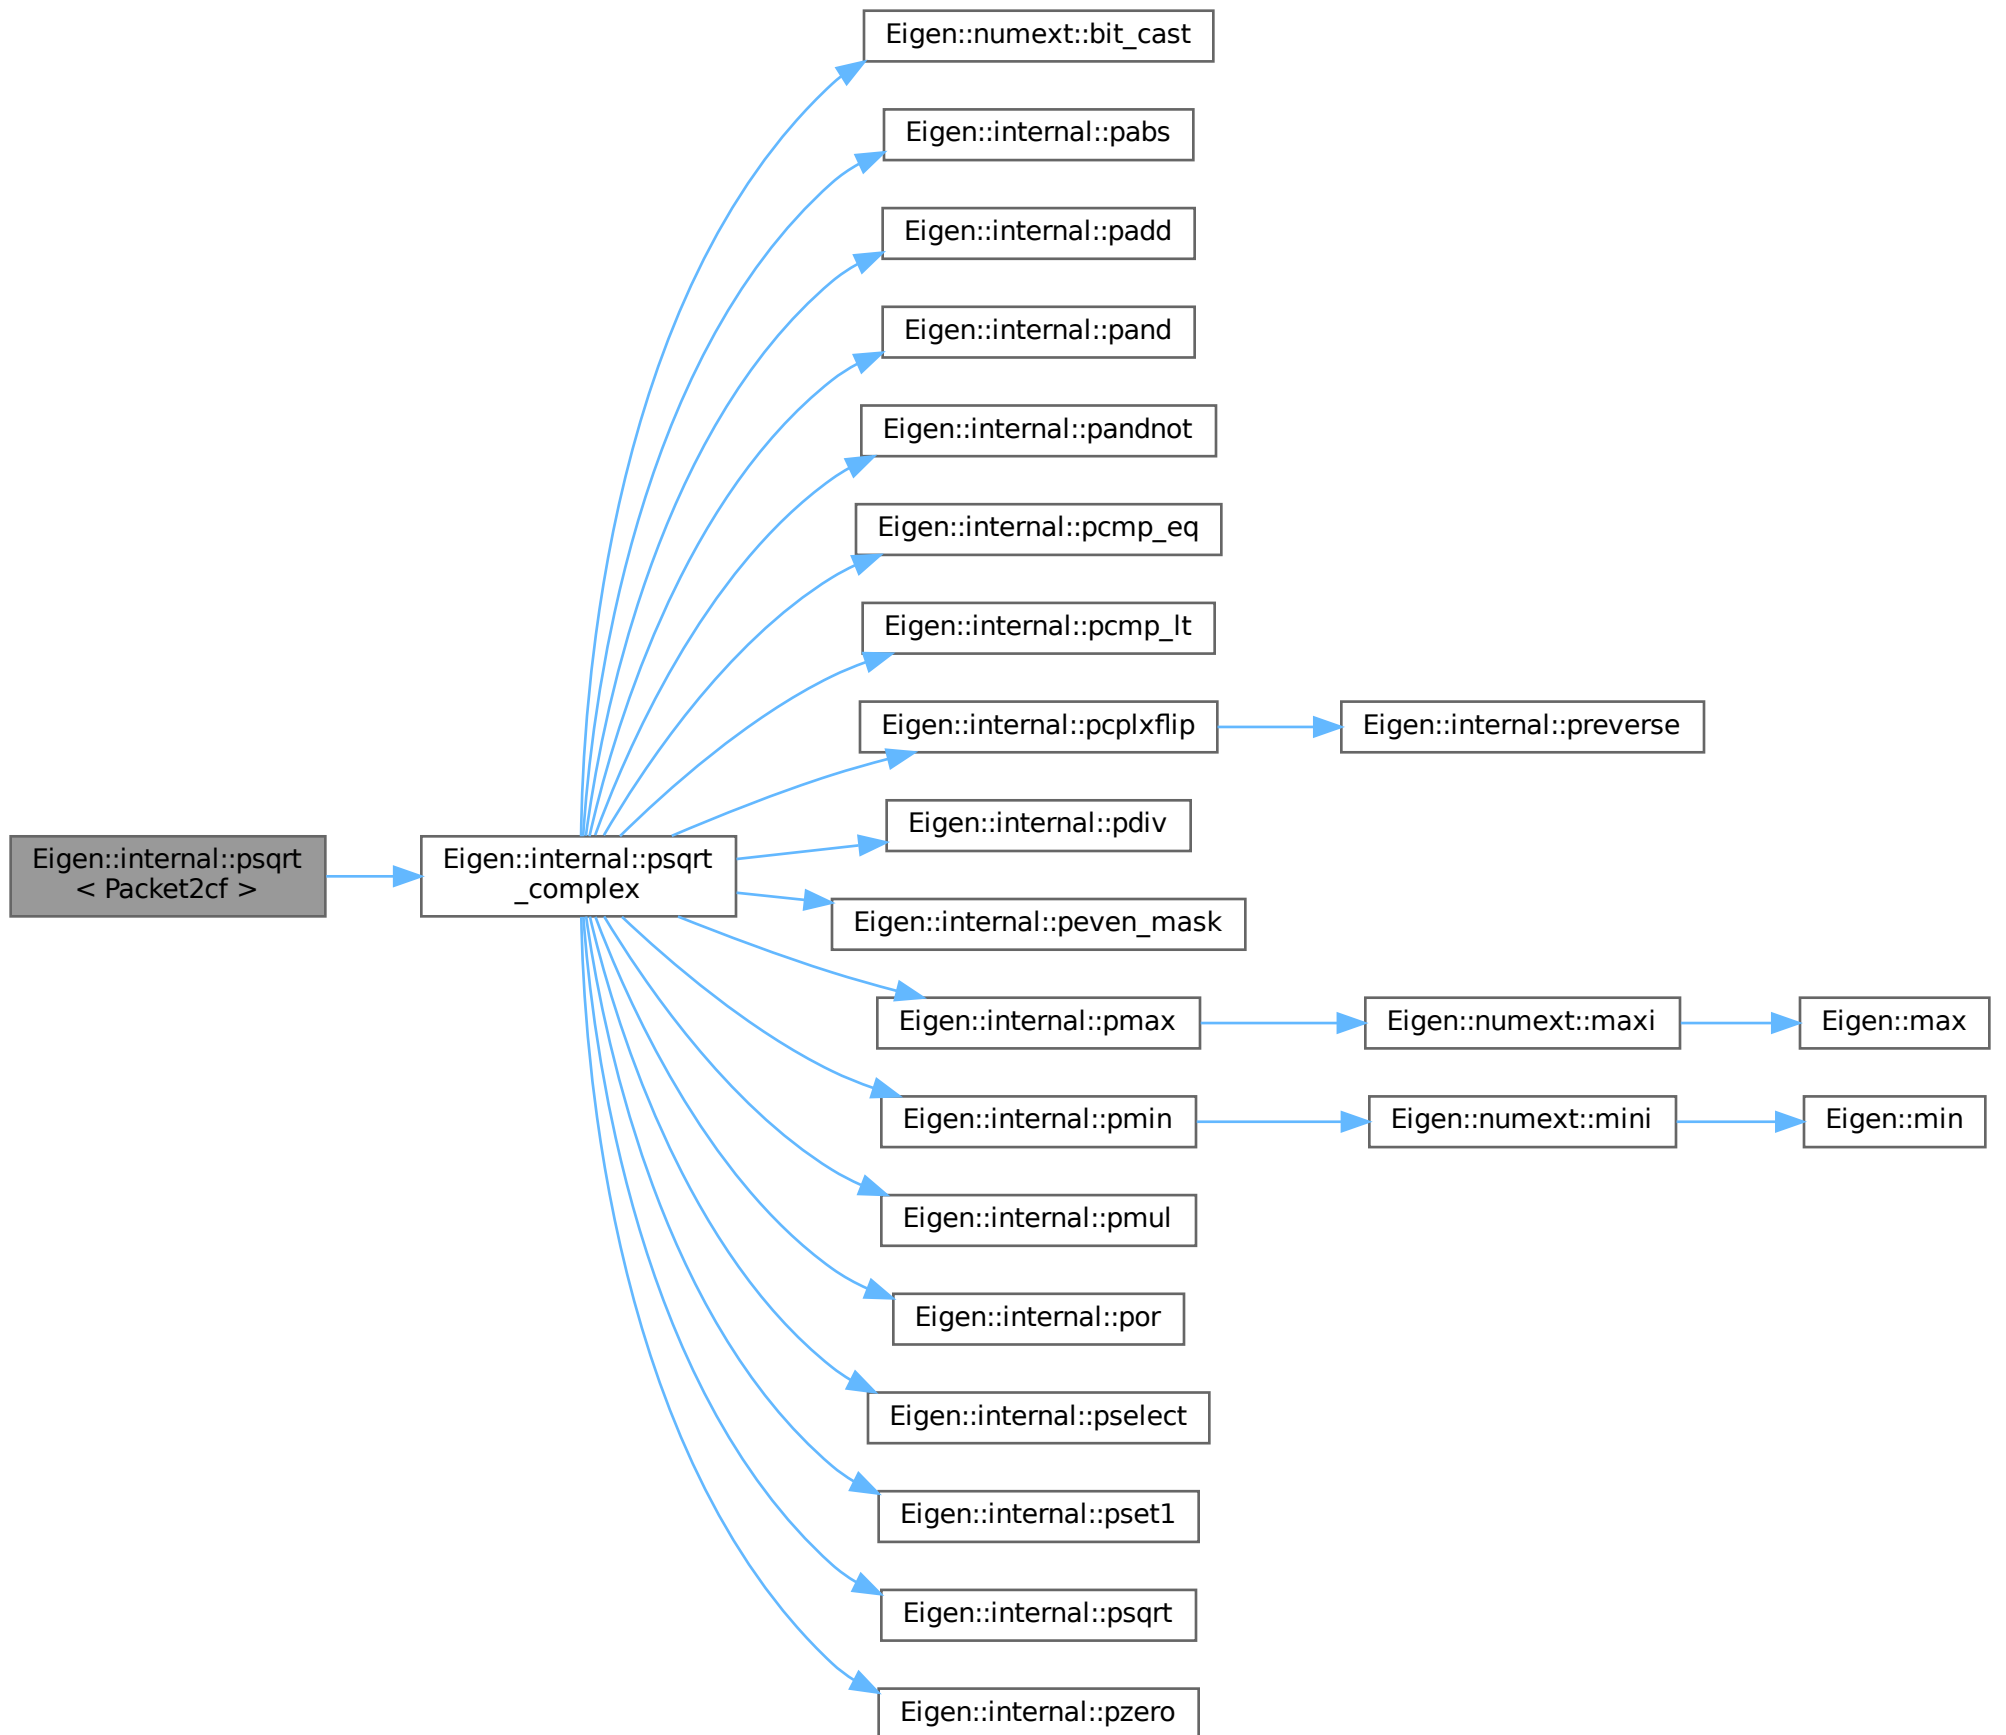 Eigen::numext::bit_cast
Eigen::internal::pabs
Eigen::internal::padd
Eigen::internal::pand
Eigen::internal::pandnot
Eigen::internal::pcmp_eq
Eigen::internal::pcmp_lt
Eigen::internal::pcplxflip
Eigen::internal::preverse
Eigen::internal::pdiv
Eigen::internal::psqrt
< Packet2cf >
Eigen::internal::psqrt
_complex
Eigen::internal::peven_mask
Eigen::internal::pmax
Eigen::numext::maxi
Eigen::max
Eigen::internal::pmin
Eigen::numext::mini
Eigen::min
Eigen::internal::pmul
Eigen::internal::por
Eigen::internal::pselect
Eigen::internal::pset1
Eigen::internal::psqrt
Eigen::internal::pzero